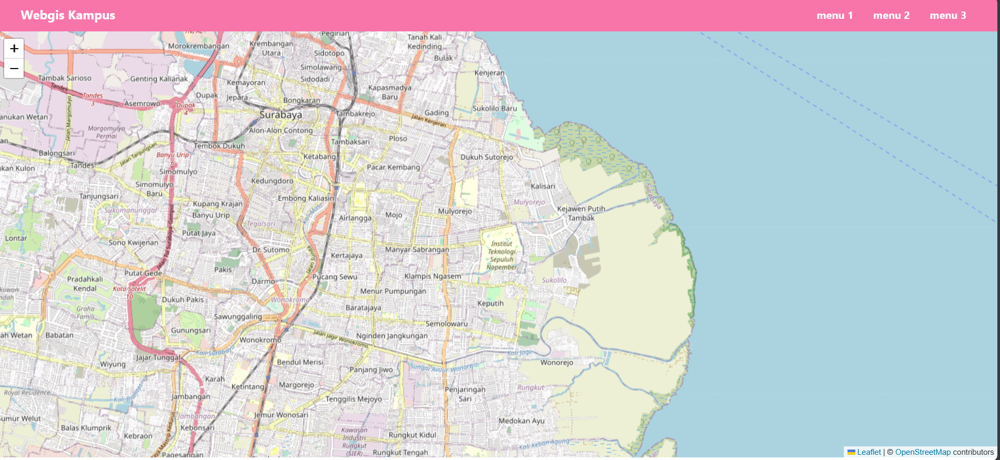 Webgis Kampus
menu 1
menu 2
menu 3
+
−
Morokrembangan
Krembangan
Utara
Pegirian
Sidotopo
Tanah Kali
Kedinding
Bulak
Simolawang
Sidodadi
Kenjeran
Tambak Sarioso
Genting Kalianak
Kemayoran
Tandes
Tandes
3
Dupak
Jepara
Kapasmadya
Baru
Asemrowo
Dupak
4
Bongkaran
Surabaya
Tambakrejo
Gading
Sukolilo Baru
anukan Wetan
Jalan Margomulyo
Margomulyo
Permai
Alon-Alon Contong
Jalan Kenjeran
Tembok Dukuh
Tambaksari
Ploso
Balongsari
Jalan Tanjungsari
Banyu Urip
6
Ketabang
Dukuh Sutorejo
Tandes
Simomulyo
Pacar Kembang
Simomulyo
Baru
Kedungdoro
Kalisari
Surabaya
Tanjungsari
Kupang Krajan
Embong Kaliasin
Mulyorejo
Sukomanunggal
Banyu Urip
Kali Mas
Airlangga
Mojo
Mulyorejo
Kejawen Putih
Tambak
Tegalsari
Putat Jaya
Jalan Tol Surabaya-Gempol
Lontar
Sono Kwijenan
Dr. Sutomo
Kertajaya
Manyar Sabrangan
Institut
Teknologi
Sepuluh
Nopember
Putat Gede
Pakis
Pradahkali
Kendal
Kota Satelit
10
Darmo
Pucang Sewu
Klampis Ngasem
Menur Pumpungan
Sukolilo
Graha
Famili
Dukuh Pakis
Wonokromo
Baratajaya
Keputih
Sawunggaling
Semolowaru
ah Wetan
Babatan
Gunungsari
Wonokromo
Jalan Jagir Wonokromo
Nginden Jangkungan
Kali Surabaya
Kali Jagir
Jajar Tunggal
Wiyung
Bendul Merisi
Panjang Jiwo
Sungai Avuur Wonorejo
Wonorejo
Karah
Ketintang
Margorejo
Penjaringan
Sari
Rungkut
Royal Residence
Kali Brantas
Jambangan
Tenggilis Mejoyo
Jambangan
Jemur Wonosari
Medokan Ayu
Sumur Welut
Balas Klumprik
Kebraon
Kebonsari
Kawasan
Industri
Rungkut
(SIER)
Rungkut Kidul
Kali Kebon Agung
Rungkut Tengah
Pagesangan
Leaflet | © OpenStreetMap contributors